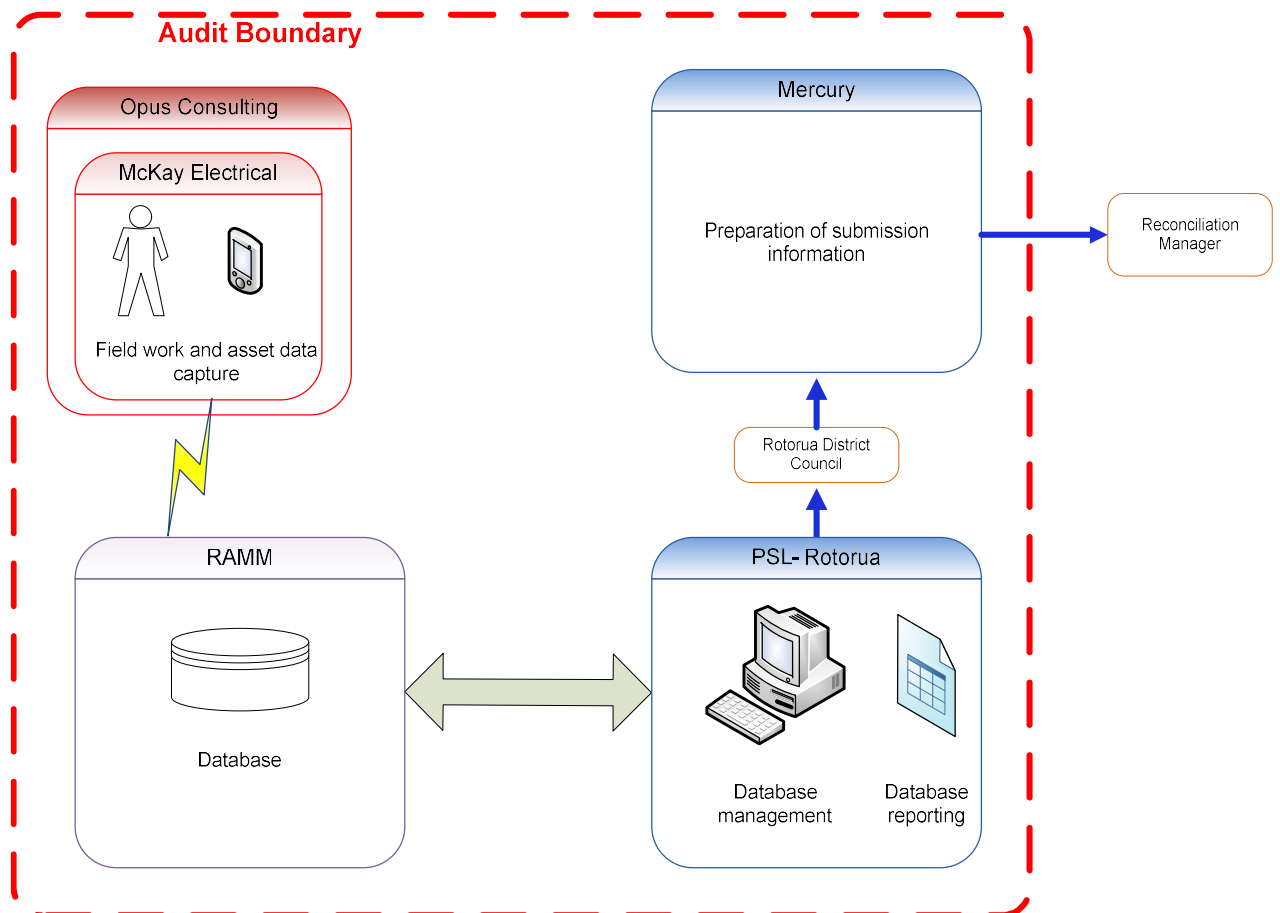 Audit Boundary
Opus Consulting
McKay Electrical
Field work and asset data
capture
Mercury
Preparation of submission
information
Reconciliation
Manager
Rotorua District
Council
RAMM
Database
PSL- Rotorua
Database
management
Database
reporting